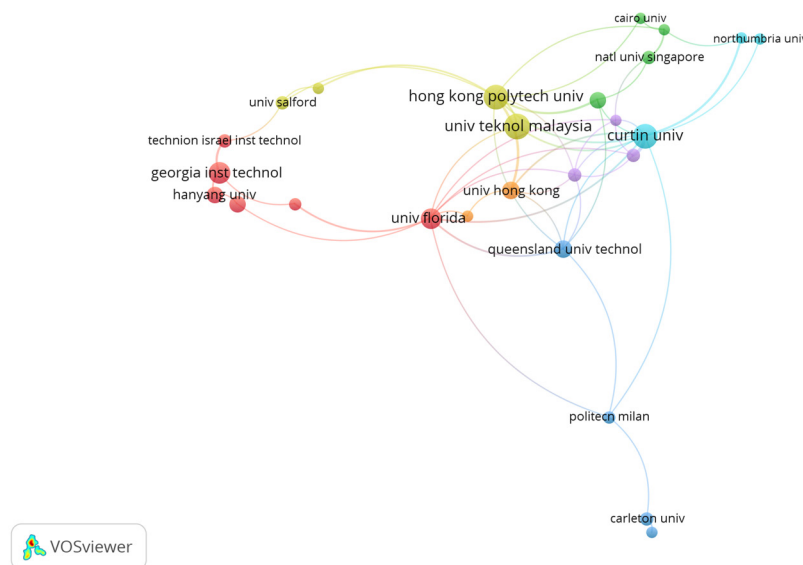 cairo univ
northumbria univ
natl univ singapore
hong kong polytech univ
univ salford
univ teknol malaysia
curtin univ
technion israel inst technol
georgia inst technol
hanyang univ
univ hong kong
univ florida
queensland univ technol
politecn milan
carleton univ
VOSviewer